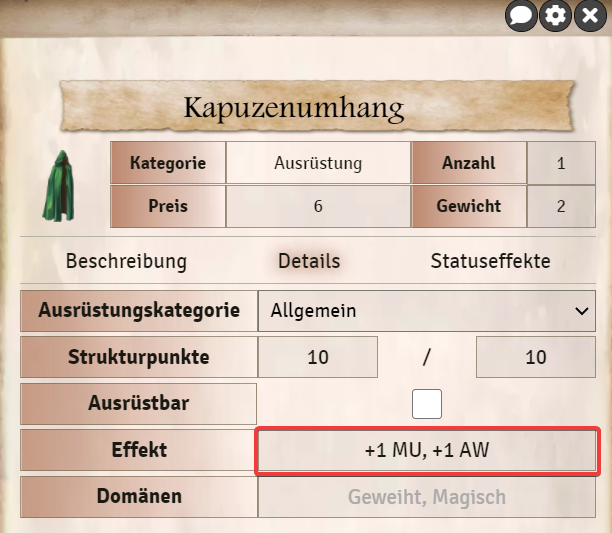 Kapuzenumhang
Kategorie Ausrüstung Anzahl 1
Preis 6 Gewicht 2
Beschreibung Details Statuseffekte
Ausrüstungskategorie Allgemein
Strukturpunkte 10 / 10
Ausrüstbar
Effekt +1 MU, +1 AW
Domänen Geweiht, Magisch